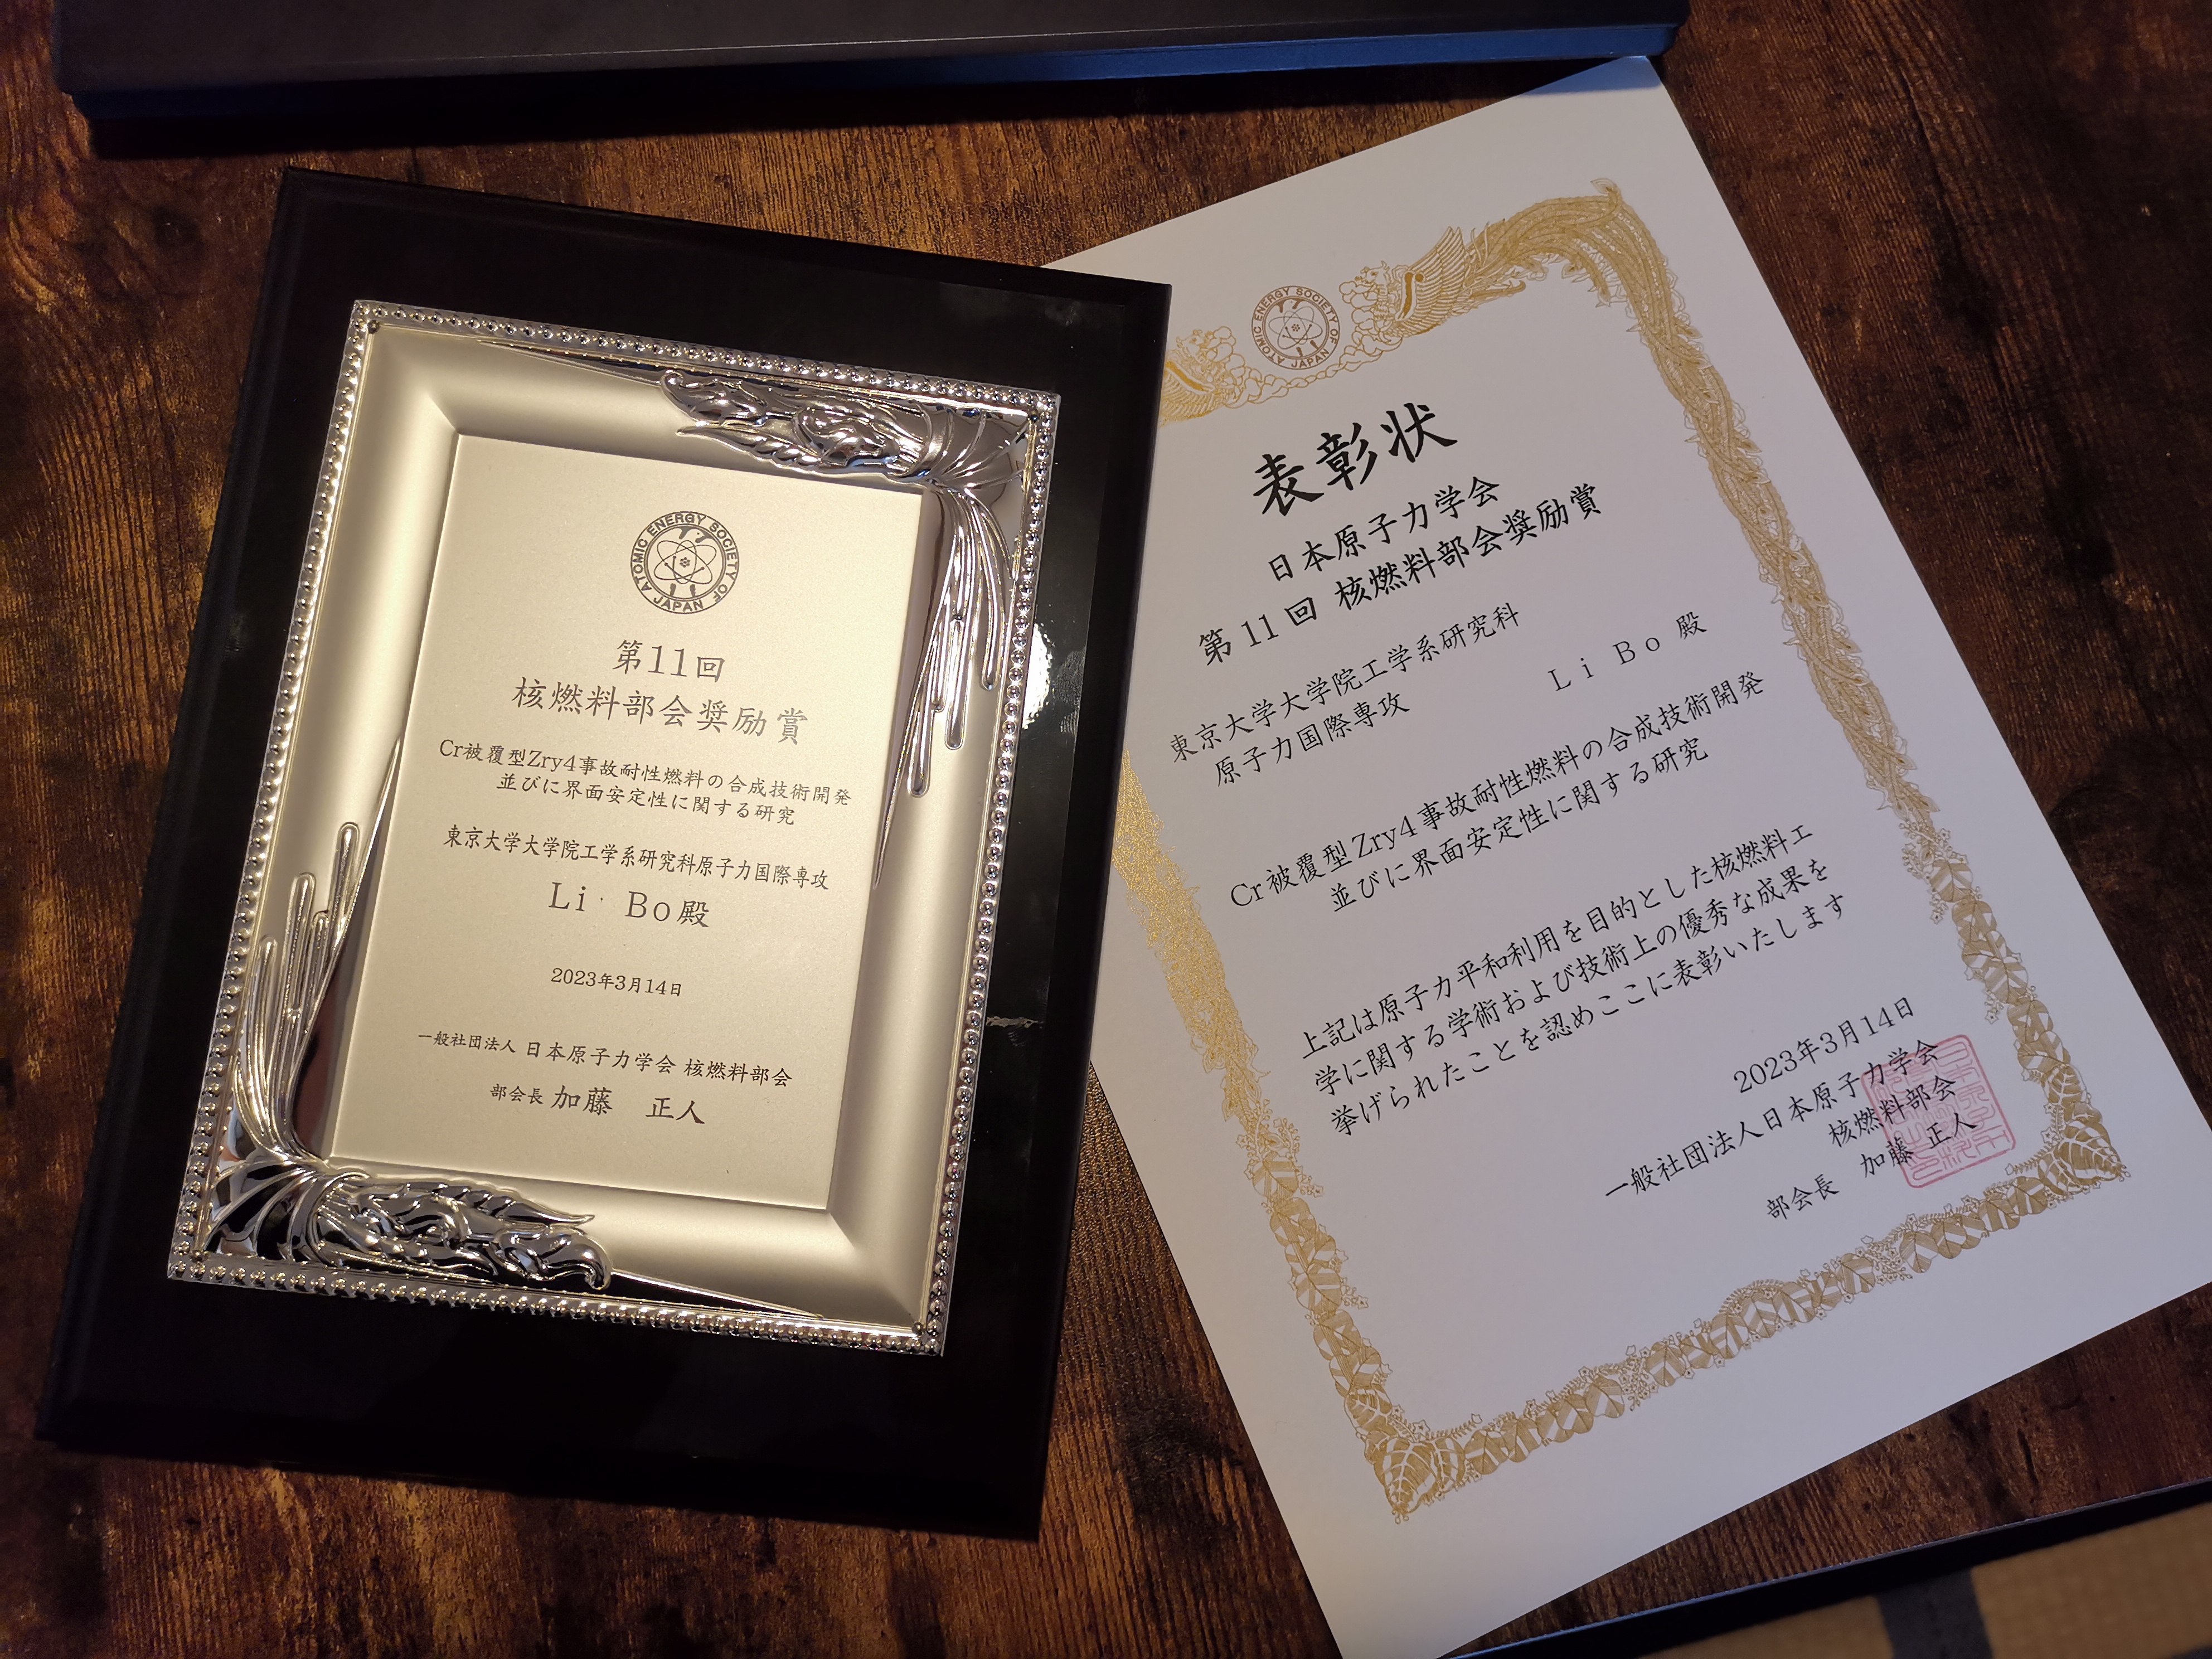 ATOMIC ENERGY SOCIETY OF JAPAN
第11回
核燃料部会奨励賞
Cr被覆型Zry4事故耐性燃料の合成技術開発
並びに界面安定性に関する研究
東京大学大学院工学系研究科原子力国際専攻
Li Bo殿
2023年3月14日
一般社団法人 日本原子力学会 核燃料部会
部会長 加藤 正人
ATOMIC ENERGY SOCIETY OF JAPAN
表彰状
日本原子力学会
第11回 核燃料部会奨励賞
東京大学大学院工学系研究科
原子力国際専攻
Li Bo 殿
Cr被覆型Zry4事故耐性燃料の合成技術開発
並びに界面安定性に関する研究
上記は原子力平和利用を目的とした核燃料工
学に関する学術および技術上の優秀な成果を
挙げられたことを認めここに表彰いたします
2023年3月14日
一般社団法人日本原子力学会
核燃料部会
部会長 加藤 正人